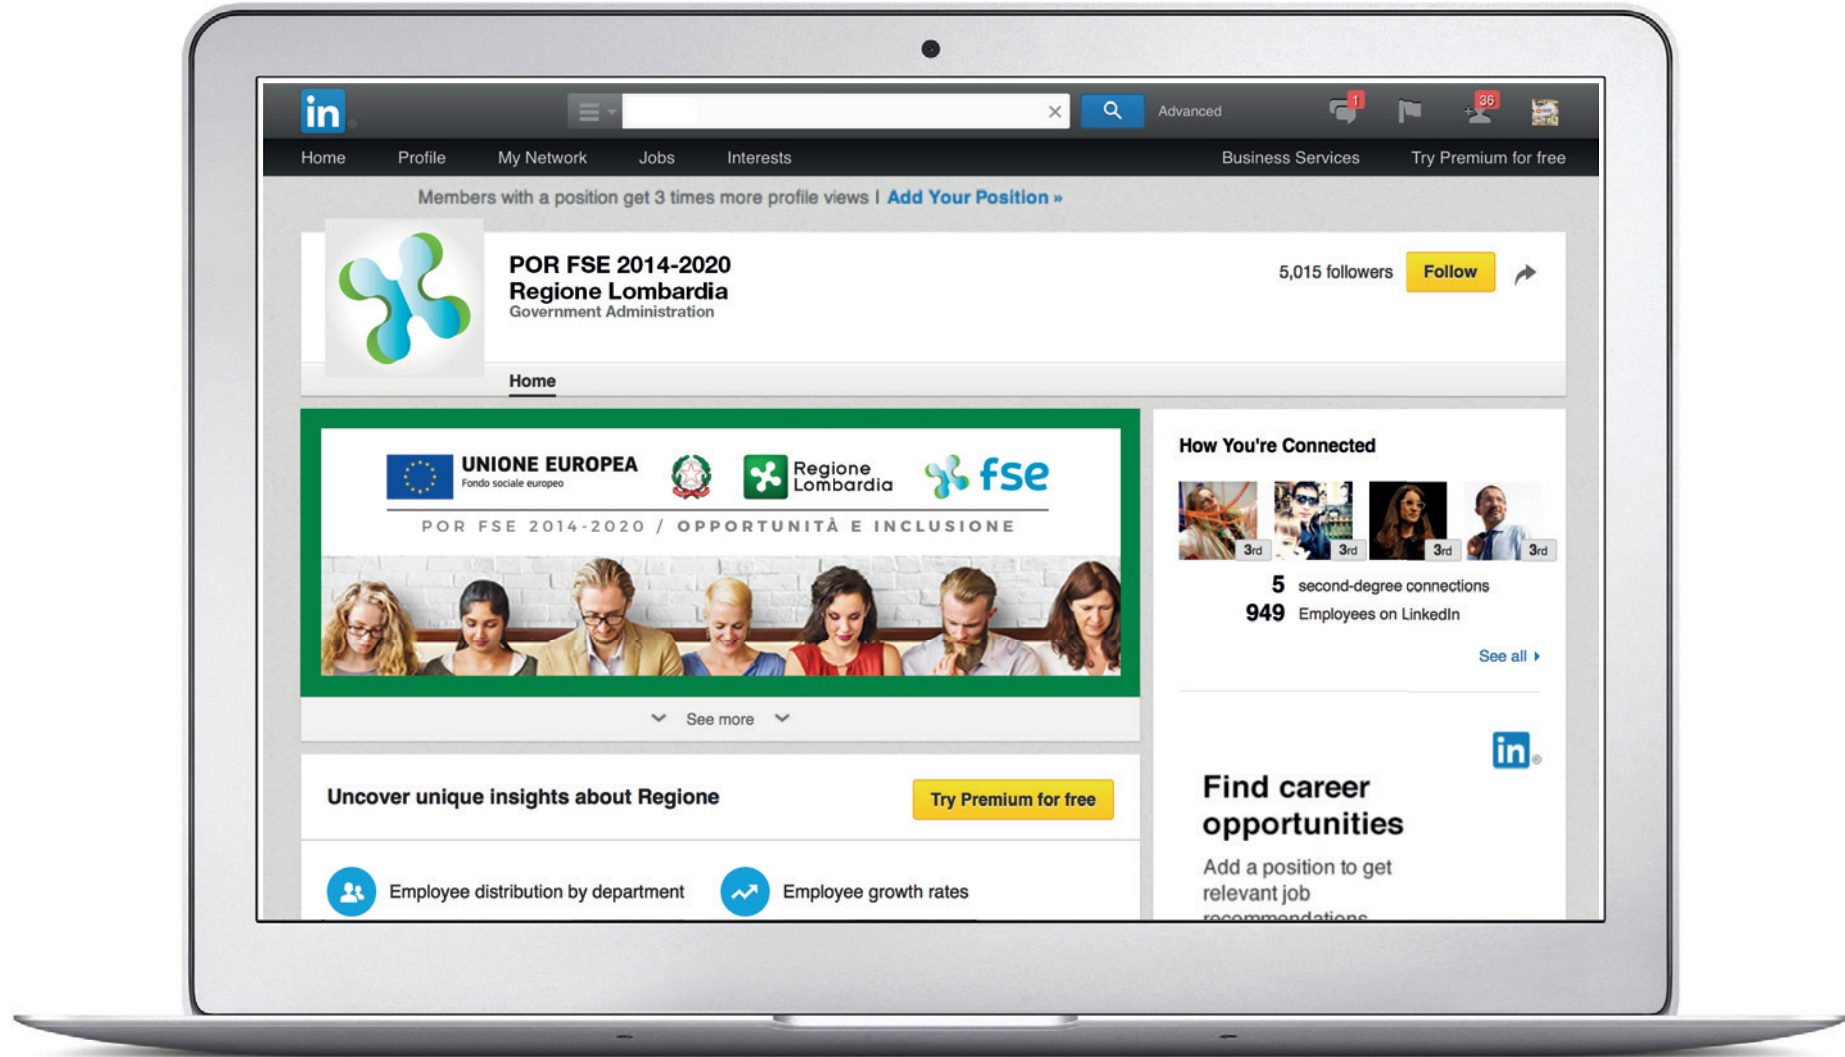 in
Advanced
1
36
Home Profile My Network Jobs Interests Business Services Try Premium for free
Members with a position get 3 times more profile views | Add Your Position »
POR FSE 2014-2020
Regione Lombardia
Government Administration
5,015 followers Follow
Home
UNIONE EUROPEA
Fondo sociale europeo
Regione
Lombardia
fse
POR FSE 2014-2020 / OPPORTUNITÀ E INCLUSIONE
See more
Uncover unique insights about Regione
Try Premium for free
Employee distribution by department
Employee growth rates
How You're Connected
3rd 3rd 3rd 3rd
5 second-degree connections
949 Employees on LinkedIn
See all
in®
Find career
opportunities
Add a position to get
relevant job
recommendations